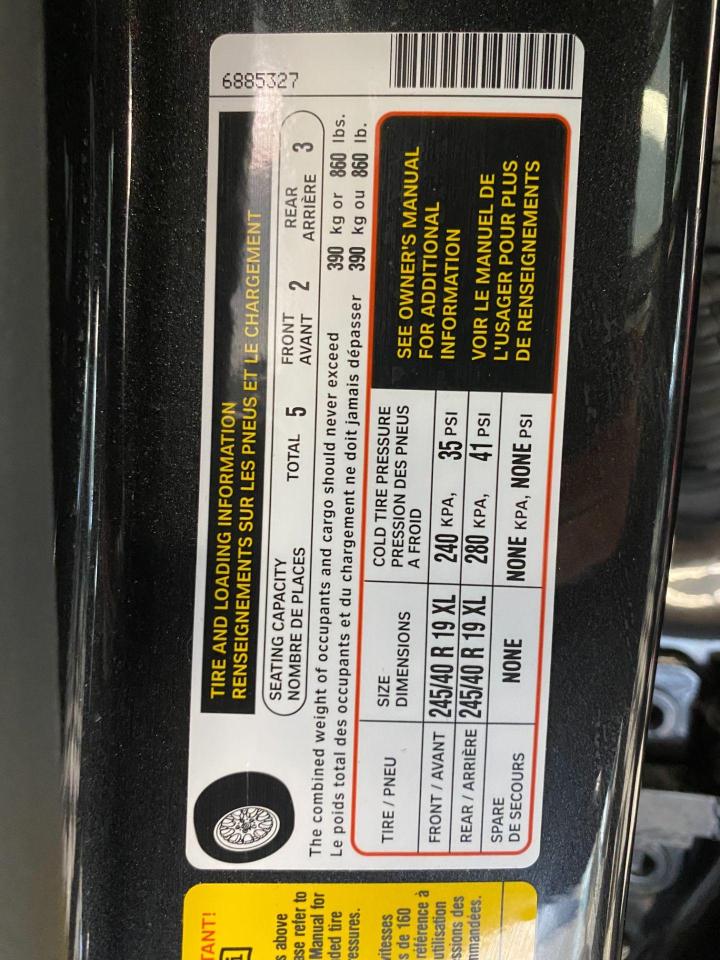 6885327
TIRE AND LOADING INFORMATION
RENSEIGNEMENTS SUR LES PNEUS ET LE CHARGEMENT
SEATING CAPACITY
NOMBRE DE PLACES
TOTAL 5
FRONT
AVANT 2
REAR
ARRIÈRE 3
The combined weight of occupants and cargo should never exceed 390 kg or 860 lbs.
Le poids total des occupants et du chargement ne doit jamais dépasser 390 kg ou 860 lb.
TIRE / PNEU
SIZE
DIMENSIONS
COLD TIRE PRESSURE
PRESSION DES PNEUS
A FROID
FRONT / AVANT 245/40 R 19 XL 240 KPA, 35 PSI
REAR / ARRIÈRE 245/40 R 19 XL 280 KPA, 41 PSI
SPARE
DE SECOURS
NONE NONE KPA, NONE PSI
SEE OWNER'S MANUAL
FOR ADDITIONAL
INFORMATION
VOIR LE MANUEL DE
L'USAGER POUR PLUS
DE RENSEIGNEMENTS
TANT!
i
above
refer to
Manual for
tire
vitesses
de 160
référence à
utilisation
des